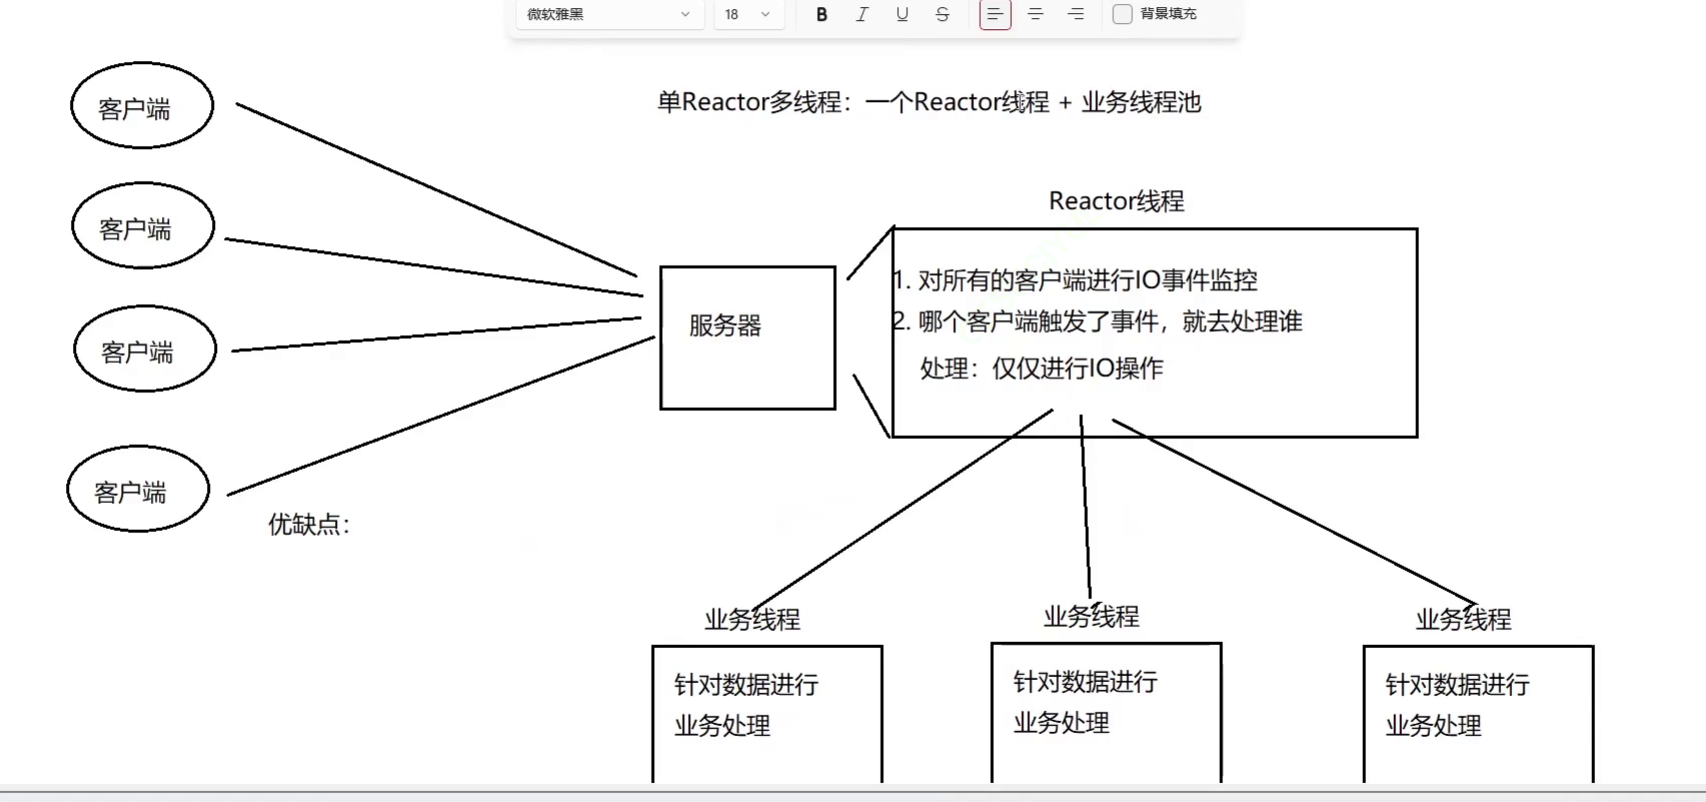 微软雅黑 18 B I U S 背景填充
单Reactor多线程：一个Reactor线程 + 业务线程池
客户端
客户端
客户端
客户端
服务器
Reactor线程
1. 对所有的客户端进行IO事件监控
2. 哪个客户端触发了事件，就去处理谁
处理：仅仅进行IO操作
优缺点：
业务线程
针对数据进行
业务处理
业务线程
针对数据进行
业务处理
业务线程
针对数据进行
业务处理